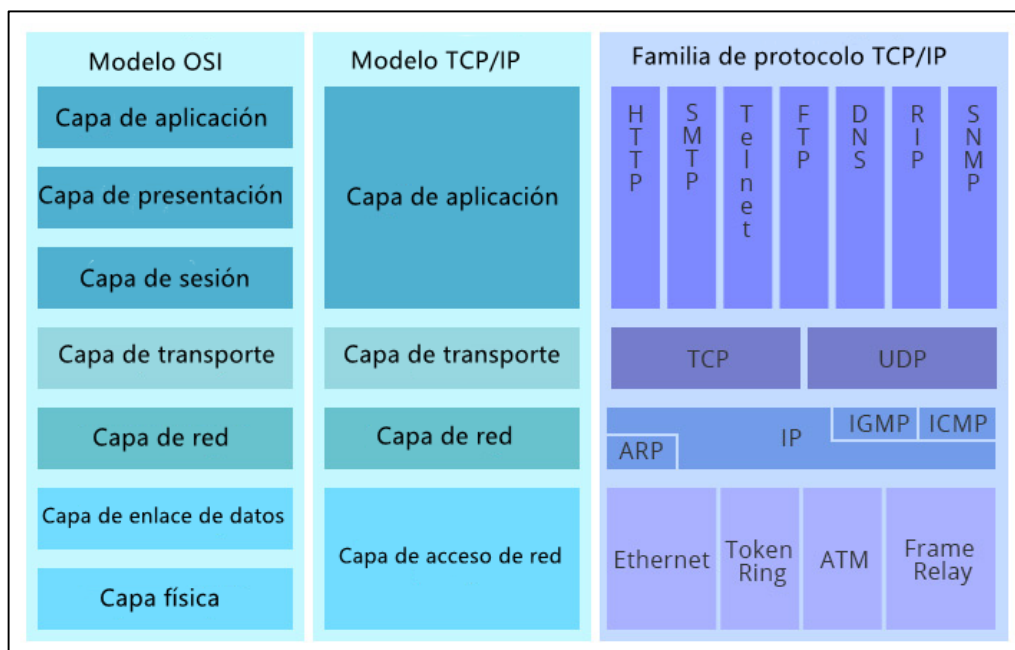 Modelo OSI
Capa de aplicación
Capa de presentación
Capa de sesión
Capa de transporte
Capa de red
Capa de enlace de datos
Capa física
Modelo TCP/IP
Capa de aplicación
Capa de transporte
Capa de red
Capa de acceso de red
Familia de protocolo TCP/IP
HTTP
SMTP
Telnet
FTP
DNS
RIP
SNMP
TCP
UDP
ARP
IP
IGMP
ICMP
Ethernet
Token
Ring
ATM
Frame
Relay